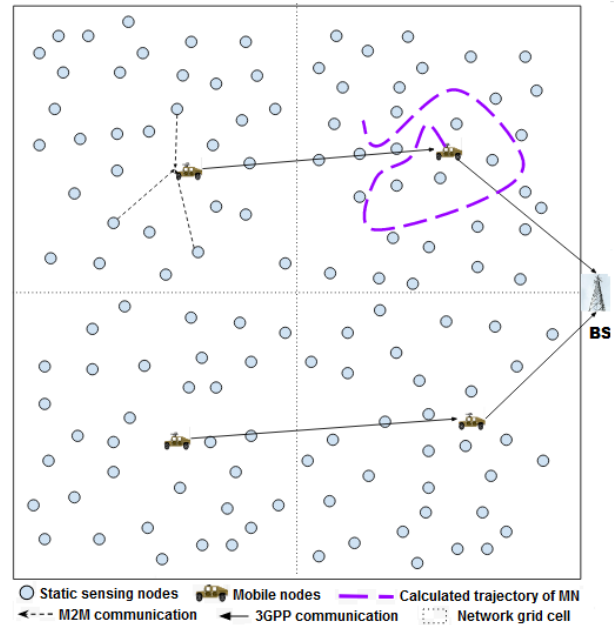 BS
Static sensing nodes Mobile nodes Calculated trajectory of MN
M2M communication 3GPP communication Network grid cell